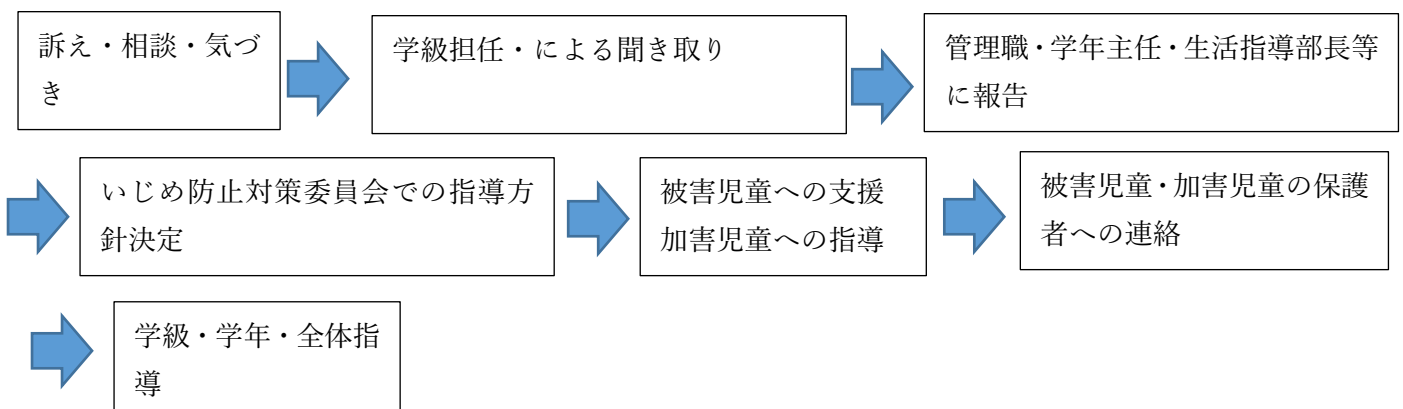 訴え・相談・気づ
き
学級担任・による聞き取り
管理職・学年主任・生活指導部長等
に報告
いじめ防止対策委員会での指導方
針決定
被害児童への支援
加害児童への指導
被害児童・加害児童の保護
者への連絡
学級・学年・全体指
導